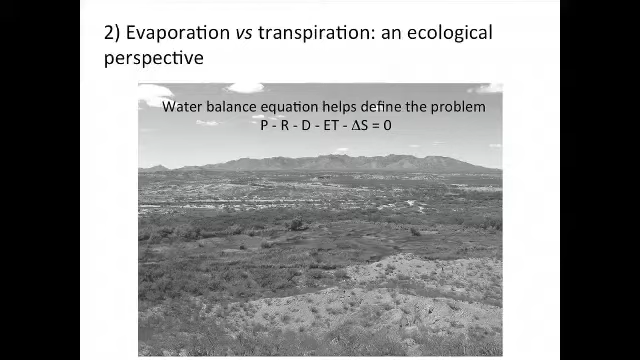 2) Evaporation vs transpiration: an ecological
perspective
Water balance equation helps define the problem
P - R - D - ET - ΔS = 0